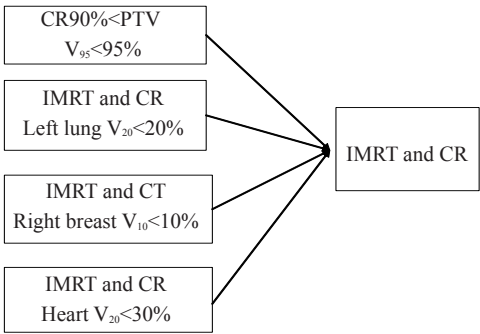 CR90%<PTV
V₉₅<95%
IMRT and CR
Left lung V₂₀<20%
IMRT and CT
Right breast V₁₀<10%
IMRT and CR
Heart V₂₀<30%
IMRT and CR